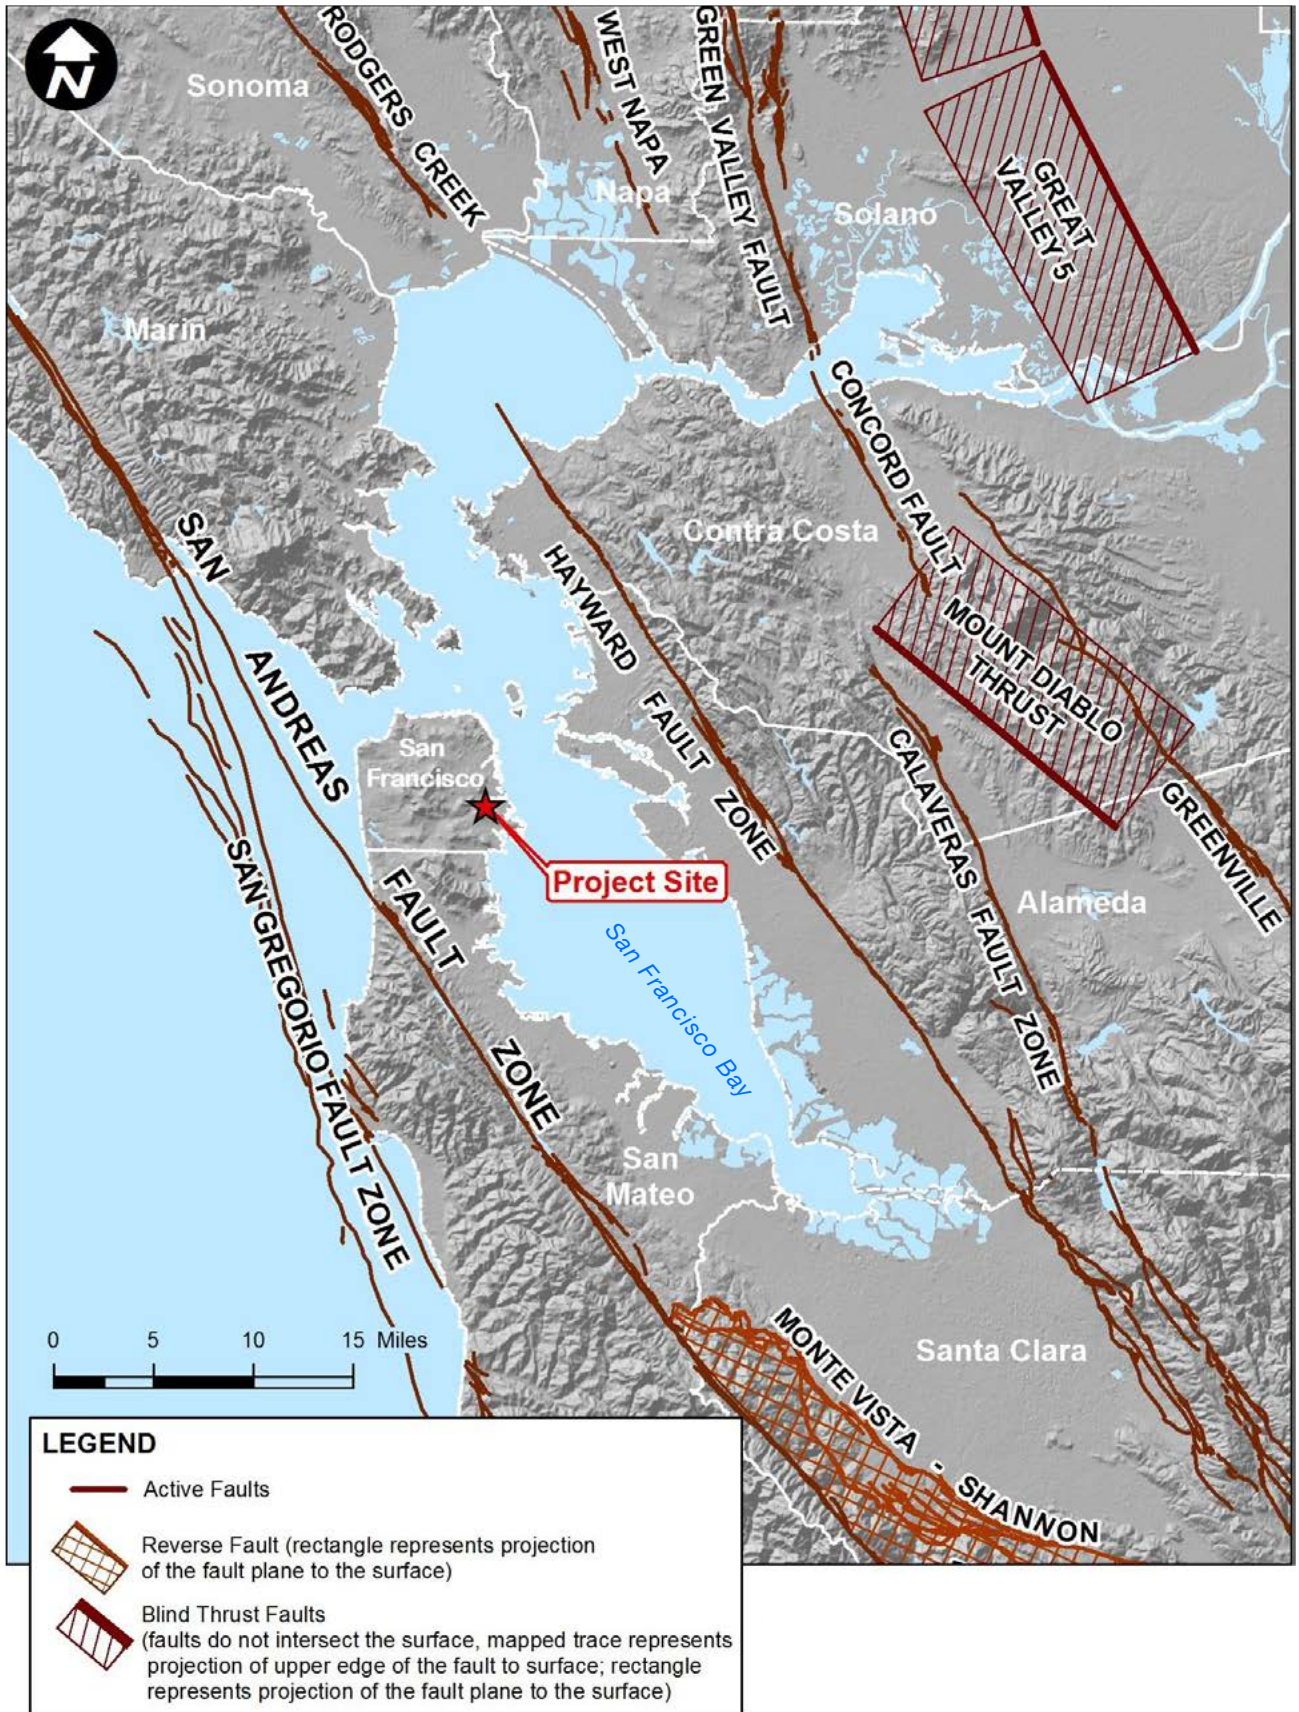 N
RODGERS CREEK
WEST NAPA
GREEN VALLEY FAULT
Sonoma
Napa
Solano
GREAT
VALLEY 5
Marin
CONCORD FAULT
SAN ANDREAS FAULT ZONE
Contra Costa
HAYWARD FAULT ZONE
MOUNT DIABLO
THRUST
San
Francisco
CALAVERAS FAULT ZONE
GREENVILLE
SAN GREGORIO FAULT ZONE
Project Site
Alameda
San Francisco Bay
San
Mateo
Santa Clara
MONTE VISTA - SHANNON
0 5 10 15 Miles
LEGEND
Active Faults
Reverse Fault (rectangle represents projection
of the fault plane to the surface)
Blind Thrust Faults
(faults do not intersect the surface, mapped trace represents
projection of upper edge of the fault to surface; rectangle
represents projection of the fault plane to the surface)